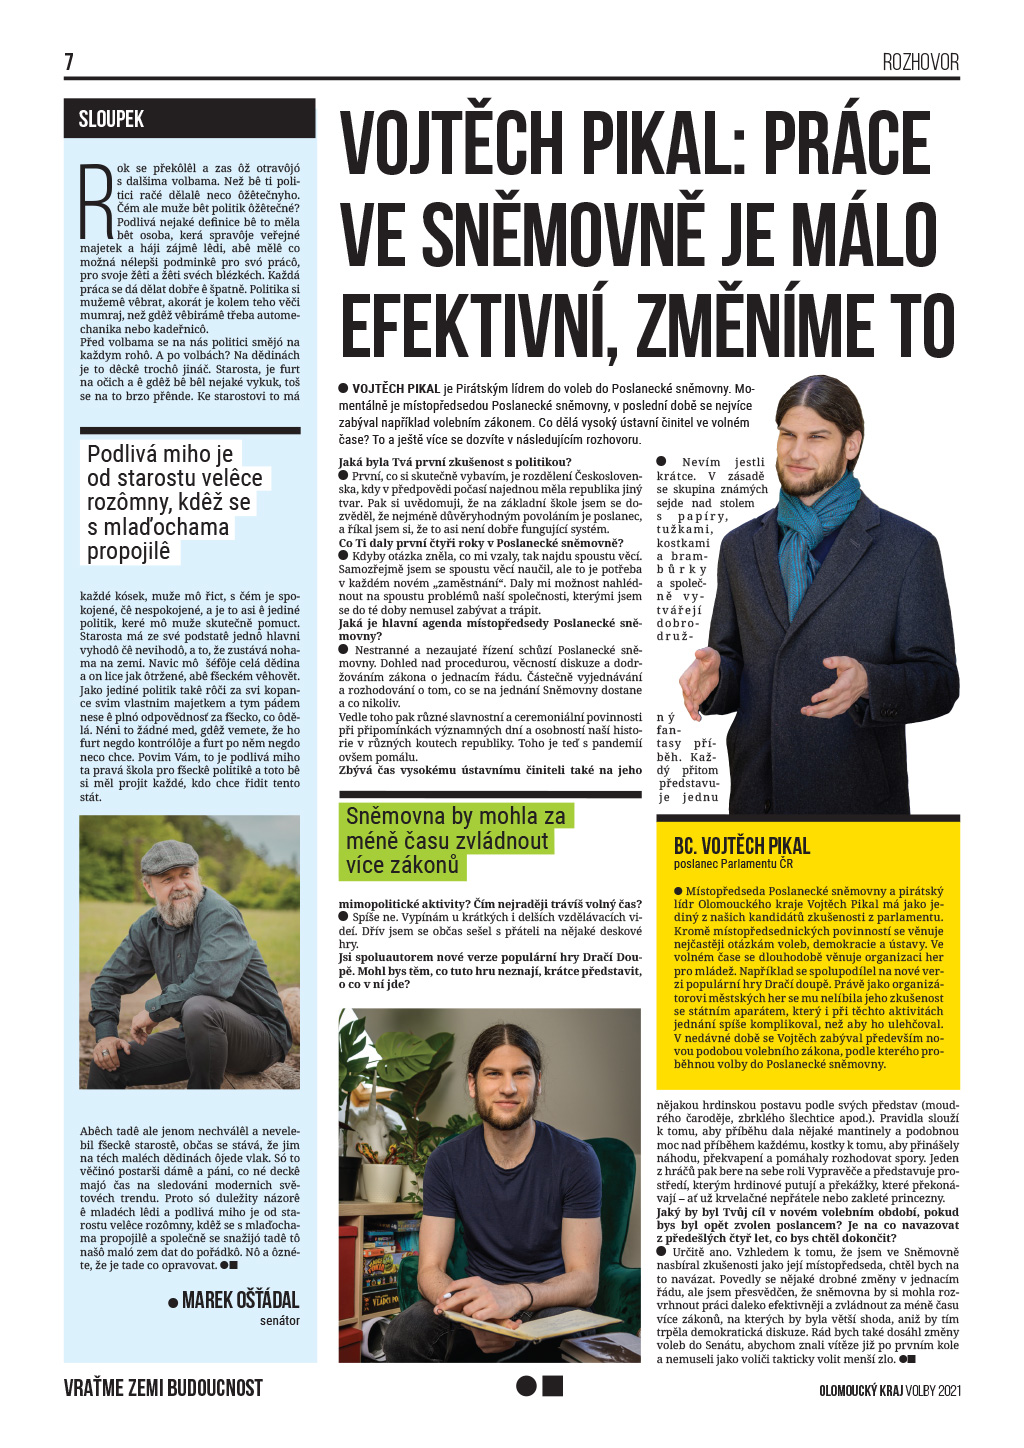 7
ROZHOVOR
SLOUPEK
Rok se překôlêl a zas ôž otravôjó
s dalšima volbama. Než bê ti poli-
tici račé dělalê neco ôžêtečnyho.
Čém ale muže bêt politik ôžêtečné?
Podlivá nejaké definice bê to měla
bêt osoba, kerá spravôje veřejné
majetek a hájí zájmê lêdi, abê mělê co
možná nélepši podminkê pro svó prácô,
pro svoje žêti a žêti svéch blézkéch. Každá
práca se dá dělat dobře ê špatně. Politika si
mužemê vêbrat, akorát je kolem teho věči
mumraj, než gdêž vêbirámê třeba autome-
chanika nebo kadeřnicô.
Před volbama se na nás politici smějó na
každym rohô. A po volbách? Na dědinách
je to dêckê trochô jináč. Starosta, je furt
na očich a ê gdêž bê bêl nejaké vykuk, toš
se na to brzo přênde. Ke starostovi to má
Podlivá miho je
od starostu velêce
rozômny, kdêž se
s mlaďochama
propojilê
každé kósek, muže mô řict, s čém je spo-
kojené, čê nespokojené, a je to asi ê jediné
politik, keré mô muže skutečně pomuct.
Starosta má ze své podstatê jednô hlavni
vyhodô čê nevihodô, a to, že zustává noha-
ma na zemi. Navic mô šéfôje celá dědina
a on lice jak ôtržené, abê fšeckém vêhovět.
Jako jediné politik takê rôči za svi kopan-
ce svim vlastnim majetkem a tym pádem
nese ê plnó odpovědnosť za fšecko, co ôdě-
lá. Néni to žádné med, gdêž vemete, že ho
furt negdo kontrólôje a furt po něm negdo
neco chce. Povim Vám, to je podlivá miho
ta pravá škola pro fšeckê politikê a toto bê
si měl projit každé, kdo chce řidit tento
stát.
Abêch tadê ale jenom nechválêl a nevele-
bil fšeckê starostê, občas se stává, že jim
na téch maléch dědinách ôjede vlak. Só to
věčinó postarši dámê a páni, co né deckê
majó čas na sledováni modernich svě-
tovéch trendu. Proto só duležity názorê
ê mladéch lêdi a podlivá miho je od sta-
rostu velêce rozômny, kdêž se s mlaďocha-
ma propojilê a společně se snažijó tadê tô
našô maló zem dat do pořádkô. Nô a ôzné-
te, že je tade co opravovat. ●■
● MAREK OŠŤÁDAL
senátor
VOJTĚCH PIKAL: PRÁCE
VE SNĚMOVNĚ JE MÁLO
EFEKTIVNÍ, ZMĚNÍME TO
● VOJTĚCH PIKAL je Pirátským lídrem do voleb do Poslanecké sněmovny. Mo-
mentálně je místopředsedou Poslanecké sněmovny, v poslední době se nejvíce
zabýval například volebním zákonem. Co dělá vysoký ústavní činitel ve volném
čase? To a ještě více se dozvíte v následujícím rozhovoru.
Jaká byla Tvá první zkušenost s politikou?
● První, co si skutečně vybavím, je rozdělení Českosloven-
ska, kdy v předpovědi počasí najednou měla republika jiný
tvar. Pak si uvědomuji, že na základní škole jsem se do-
zvěděl, že nejméně důvěryhodným povoláním je poslanec,
a říkal jsem si, že to asi není dobře fungující systém.
Co Ti daly první čtyři roky v Poslanecké sněmovně?
● Kdyby otázka zněla, co mi vzaly, tak najdu spoustu věcí.
Samozřejmě jsem se spoustu věcí naučil, ale to je potřeba
v každém novém „zaměstnání“. Daly mi možnost nahléd-
nout na spoustu problémů naší společnosti, kterými jsem
se do té doby nemusel zabývat a trápit.
Jaká je hlavní agenda místopředsedy Poslanecké sně-
movny?
● Nestranné a nezaujaté řízení schůzí Poslanecké sně-
movny. Dohled nad procedurou, věcností diskuze a dodr-
žováním zákona o jednacím řádu. Částečně vyjednávání
a rozhodování o tom, co se na jednání Sněmovny dostane
a co nikoliv.
Vedle toho pak různé slavnostní a ceremoniální povinnosti
při připomínkách významných dní a osobností naší histo-
rie v různých koutech republiky. Toho je teď s pandemií
ovšem pomálu.
Zbývá čas vysokému ústavnímu činiteli také na jeho
Sněmovna by mohla za
méně času zvládnout
více zákonů
mimopolitické aktivity? Čím nejraději trávíš volný čas?
● Spíše ne. Vypínám u krátkých i delších vzdělávacích vi-
deí. Dřív jsem se občas sešel s přáteli na nějaké deskové
hry.
Jsi spoluautorem nové verze populární hry Dračí Dou-
pě. Mohl bys těm, co tuto hru neznají, krátce představit,
o co v ní jde?
● Nevím jestli
krátce. V zásadě
se skupina známých
sejde nad stolem
s papíry,
tužkami,
kostkami
a bram-
bůrky
a společ-
ně vy-
tvářejí
dobro-
druž-
ný
fan-
tasy pří-
běh. Kaž-
dý přitom
představu-
je jednu
BC. VOJTĚCH PIKAL
poslanec Parlamentu ČR
● Místopředseda Poslanecké sněmovny a pirátský
lídr Olomouckého kraje Vojtěch Pikal má jako je-
diný z našich kandidátů zkušenosti z parlamentu.
Kromě místopředsednických povinností se věnuje
nejčastěji otázkám voleb, demokracie a ústavy. Ve
volném čase se dlouhodobě věnuje organizaci her
pro mládež. Například se spolupodílel na nové ver-
zi populární hry Dračí doupě. Právě jako organizá-
torovi městských her se mu nelíbila jeho zkušenost
se státním aparátem, který i při těchto aktivitách
jednání spíše komplikoval, než aby ho ulehčoval.
V nedávné době se Vojtěch zabýval především no-
vou podobou volebního zákona, podle kterého pro-
běhnou volby do Poslanecké sněmovny.
nějakou hrdinskou postavu podle svých představ (moud-
rého čaroděje, zbrklého šlechtice apod.). Pravidla slouží
k tomu, aby příběhu dala nějaké mantinely a podobnou
moc nad příběhem každému, kostky k tomu, aby přinášely
náhodu, překvapení a pomáhaly rozhodovat spory. Jeden
z hráčů pak bere na sebe roli Vypravěče a představuje pro-
středí, kterým hrdinové putují a překážky, které překoná-
vají – ať už krvelačné nepřátele nebo zakleté princezny.
Jaký by byl Tvůj cíl v novém volebním období, pokud
bys byl opět zvolen poslancem? Je na co navazovat
z předešlých čtyř let, co bys chtěl dokončit?
● Určitě ano. Vzhledem k tomu, že jsem ve Sněmovně
nasbíral zkušenosti jako její místopředseda, chtěl bych na
to navázat. Povedly se nějaké drobné změny v jednacím
řádu, ale jsem přesvědčen, že sněmovna by si mohla roz-
vrhnout práci daleko efektivněji a zvládnout za méně času
více zákonů, na kterých by byla větší shoda, aniž by tím
trpěla demokratická diskuze. Rád bych také dosáhl změny
voleb do Senátu, abychom znali vítěze již po prvním kole
a nemuseli jako voliči takticky volit menší zlo. ●■
VRAŤME ZEMI BUDOUCNOST
OLOMOUCKÝ KRAJ VOLBY 2021